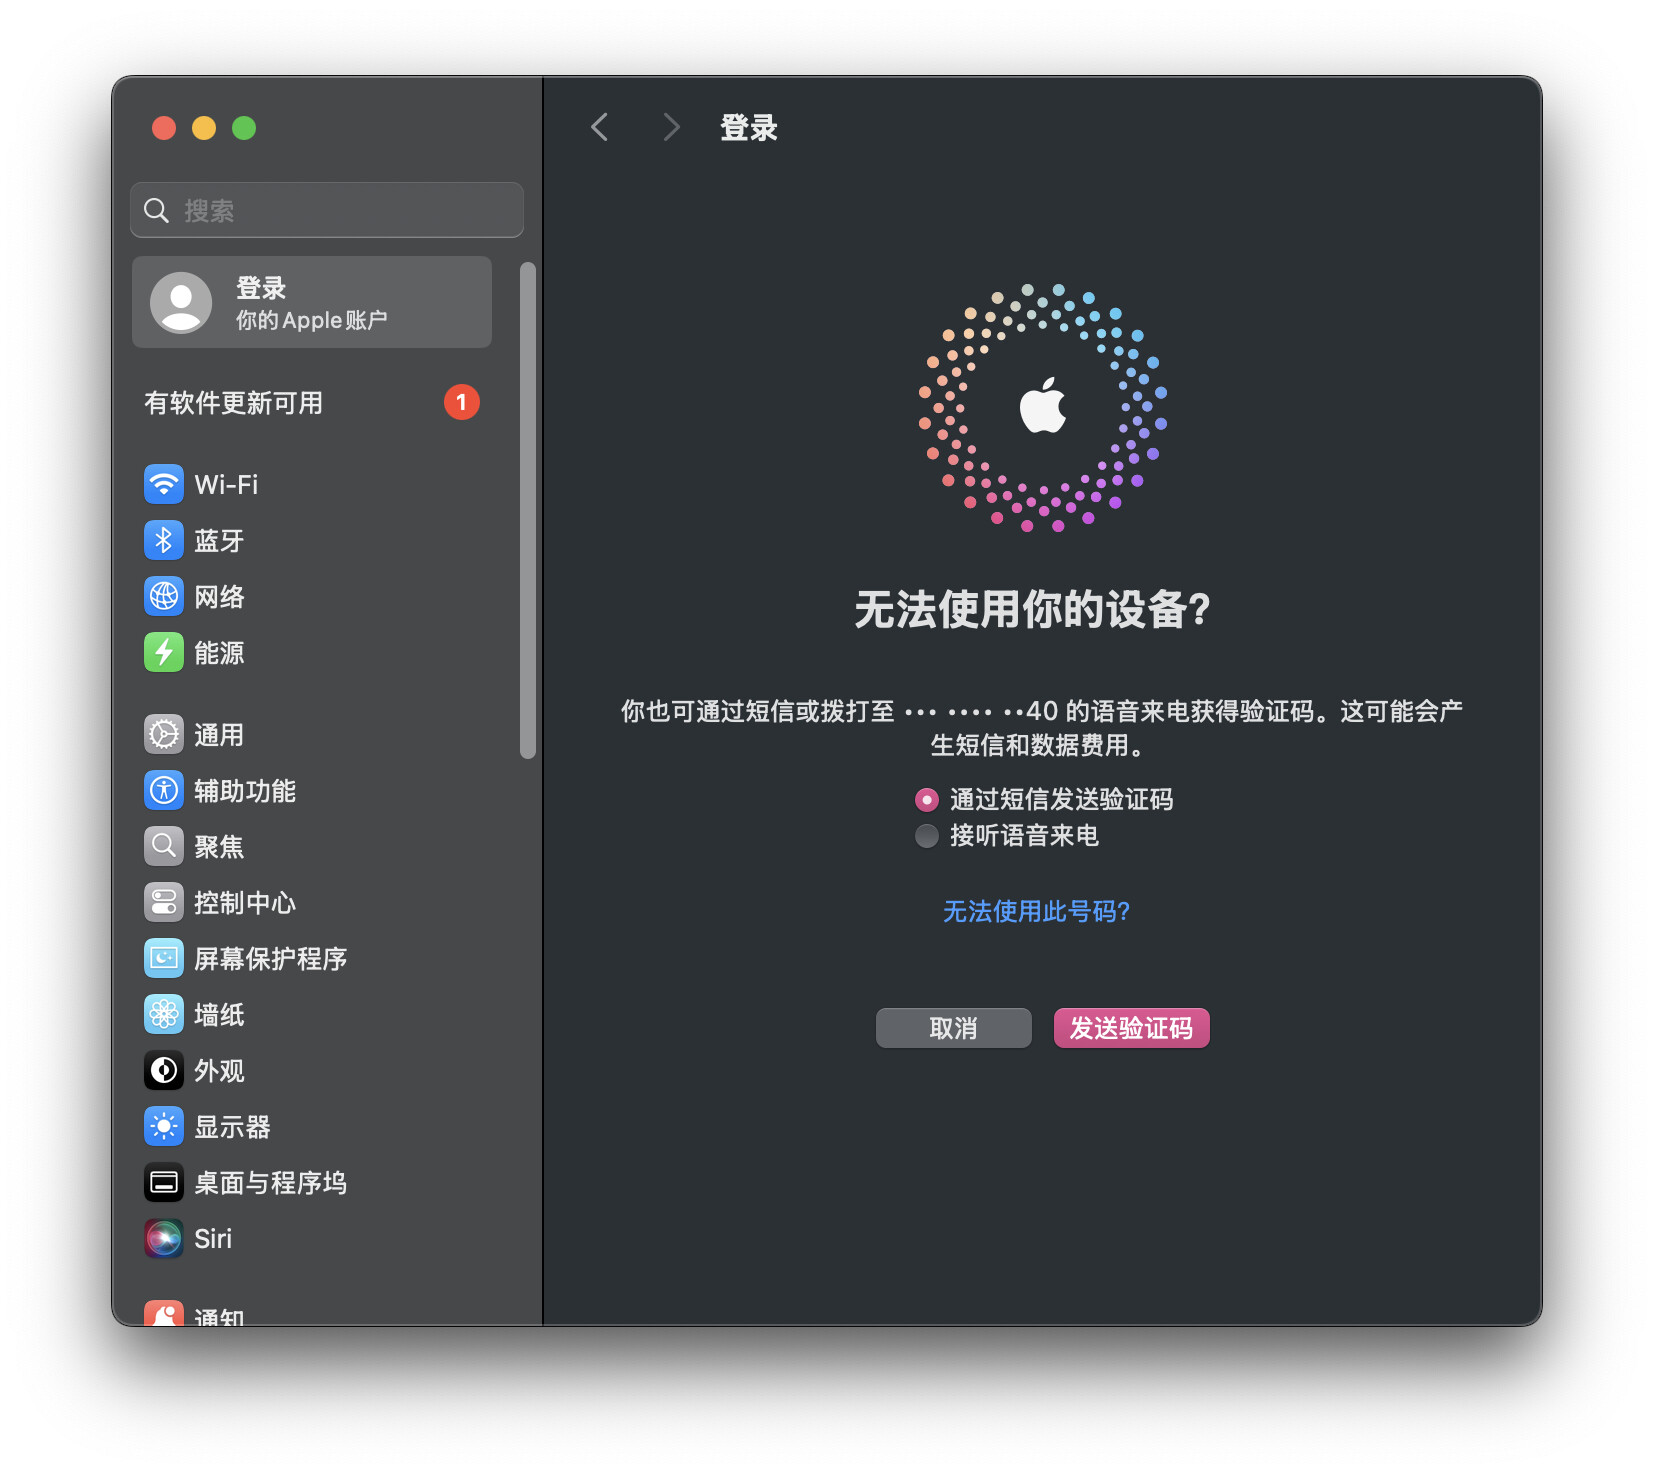 登录
搜索
登录
你的Apple账户
有软件更新可用
1
Wi-Fi
蓝牙
网络
能源
通用
辅助功能
聚焦
控制中心
屏幕保护程序
墙纸
外观
显示器
桌面与程序坞
Siri
通知
无法使用你的设备?
你也可通过短信或拨打至 ••• •••• ••40 的语音来电获得验证码。这可能会产
生短信和数据费用。
通过短信发送验证码
接听语音来电
无法使用此号码?
取消
发送验证码